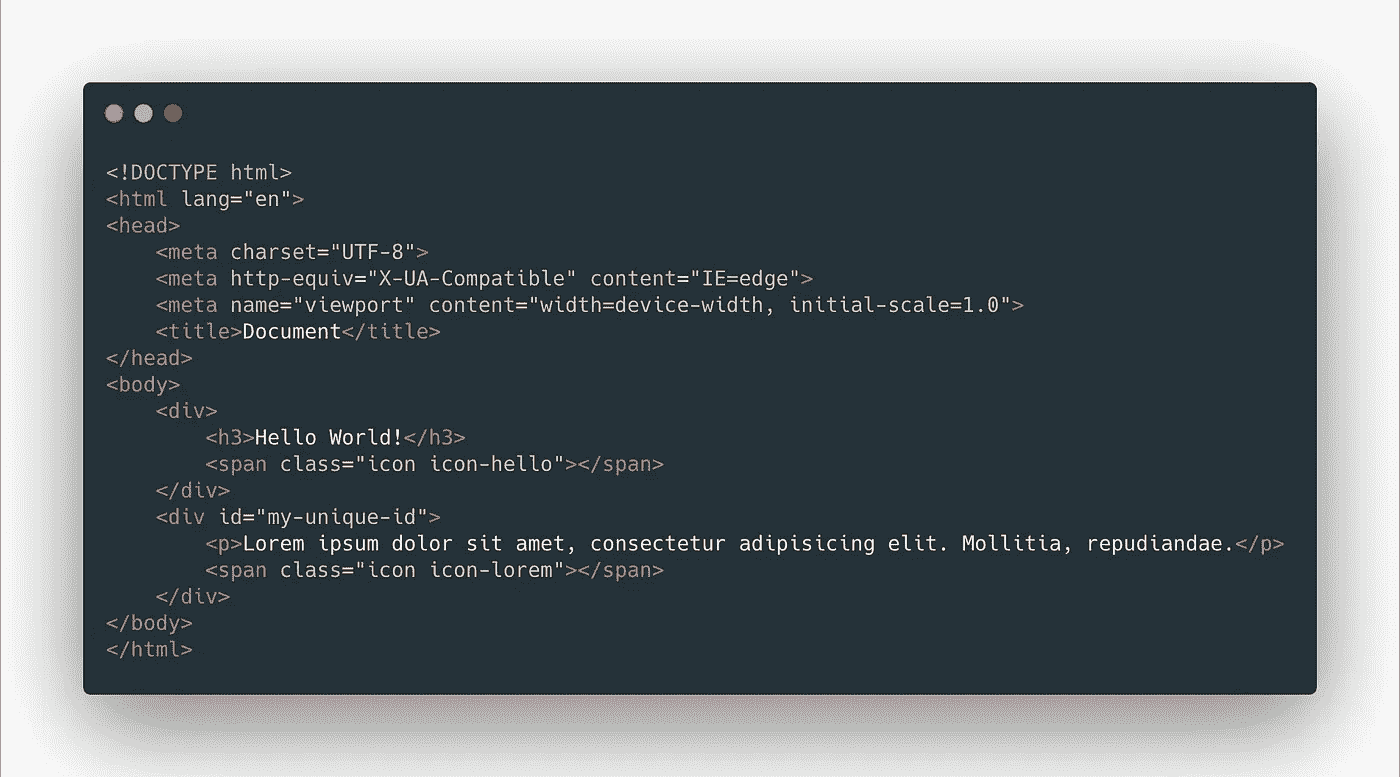 <!DOCTYPE html>
<html lang="en">
<head>
    <meta charset="UTF-8">
    <meta http-equiv="X-UA-Compatible" content="IE=edge">
    <meta name="viewport" content="width=device-width, initial-scale=1.0">
    <title>Document</title>
</head>
<body>
    <div>
        <h3>Hello World!</h3>
        <span class="icon icon-hello"></span>
    </div>
    <div id="my-unique-id">
        <p>Lorem ipsum dolor sit amet, consectetur adipisicing elit. Mollitia, repudiandae.</p>
        <span class="icon icon-lorem"></span>
    </div>
</body>
</html>